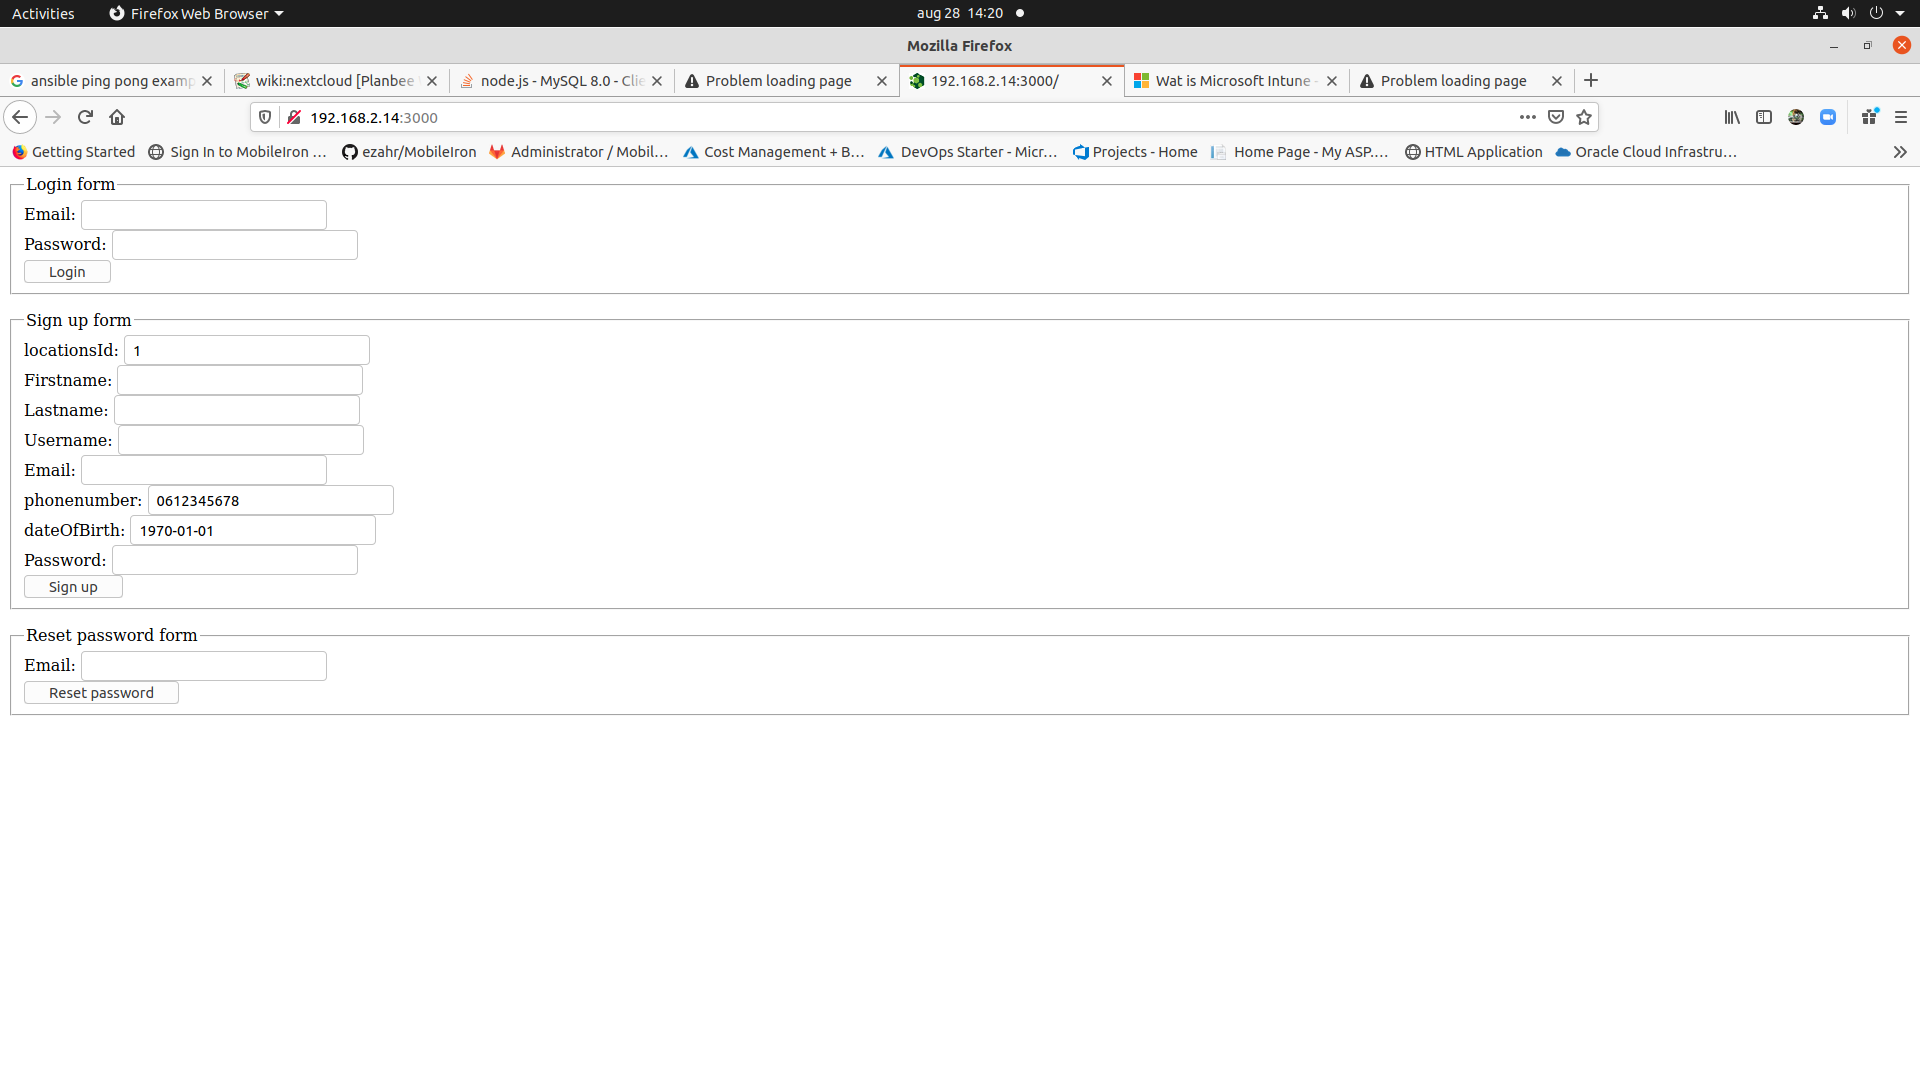 Activities Firefox Web Browser aug 28 14:20
Mozilla Firefox
ansible ping pong examp wiki:nextcloud [Planbee node.js - MySQL 8.0 - Clie Problem loading page 192.168.2.14:3000/ Wat is Microsoft Intune - Problem loading page
192.168.2.14:3000
Getting Started Sign In to MobileIron … ezahr/MobileIron Administrator / Mobil… Cost Management + B… DevOps Starter - Micr… Projects - Home Home Page - My ASP.… HTML Application Oracle Cloud Infrastru…
Login form
Email:
Password:
Login
Sign up form
locationsId: 1
Firstname:
Lastname:
Username:
Email:
phonenumber: 0612345678
dateOfBirth: 1970-01-01
Password:
Sign up
Reset password form
Email:
Reset password